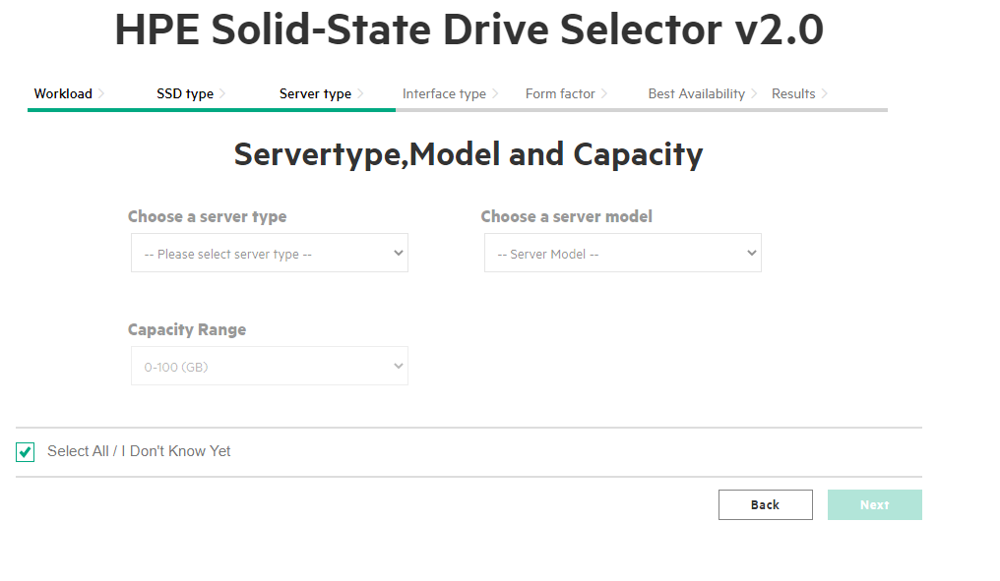 HPE Solid-State Drive Selector v2.0
Workload SSD type Server type Interface type Form factor Best Availability Results
Servertype,Model and Capacity
Choose a server type Choose a server model
-- Please select server type -- -- Server Model --
Capacity Range
0-100 (GB)
Select All / I Don't Know Yet
Back Next